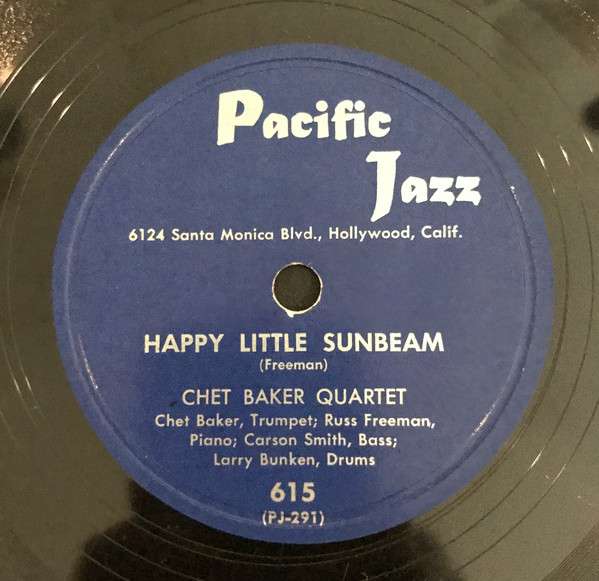 Pacific
Jazz
6124 Santa Monica Blvd., Hollywood, Calif.
HAPPY LITTLE SUNBEAM
(Freeman)
CHET BAKER QUARTET
Chet Baker, Trumpet; Russ Freeman,
Piano; Carson Smith, Bass;
Larry Bunken, Drums
615
(PJ-291)